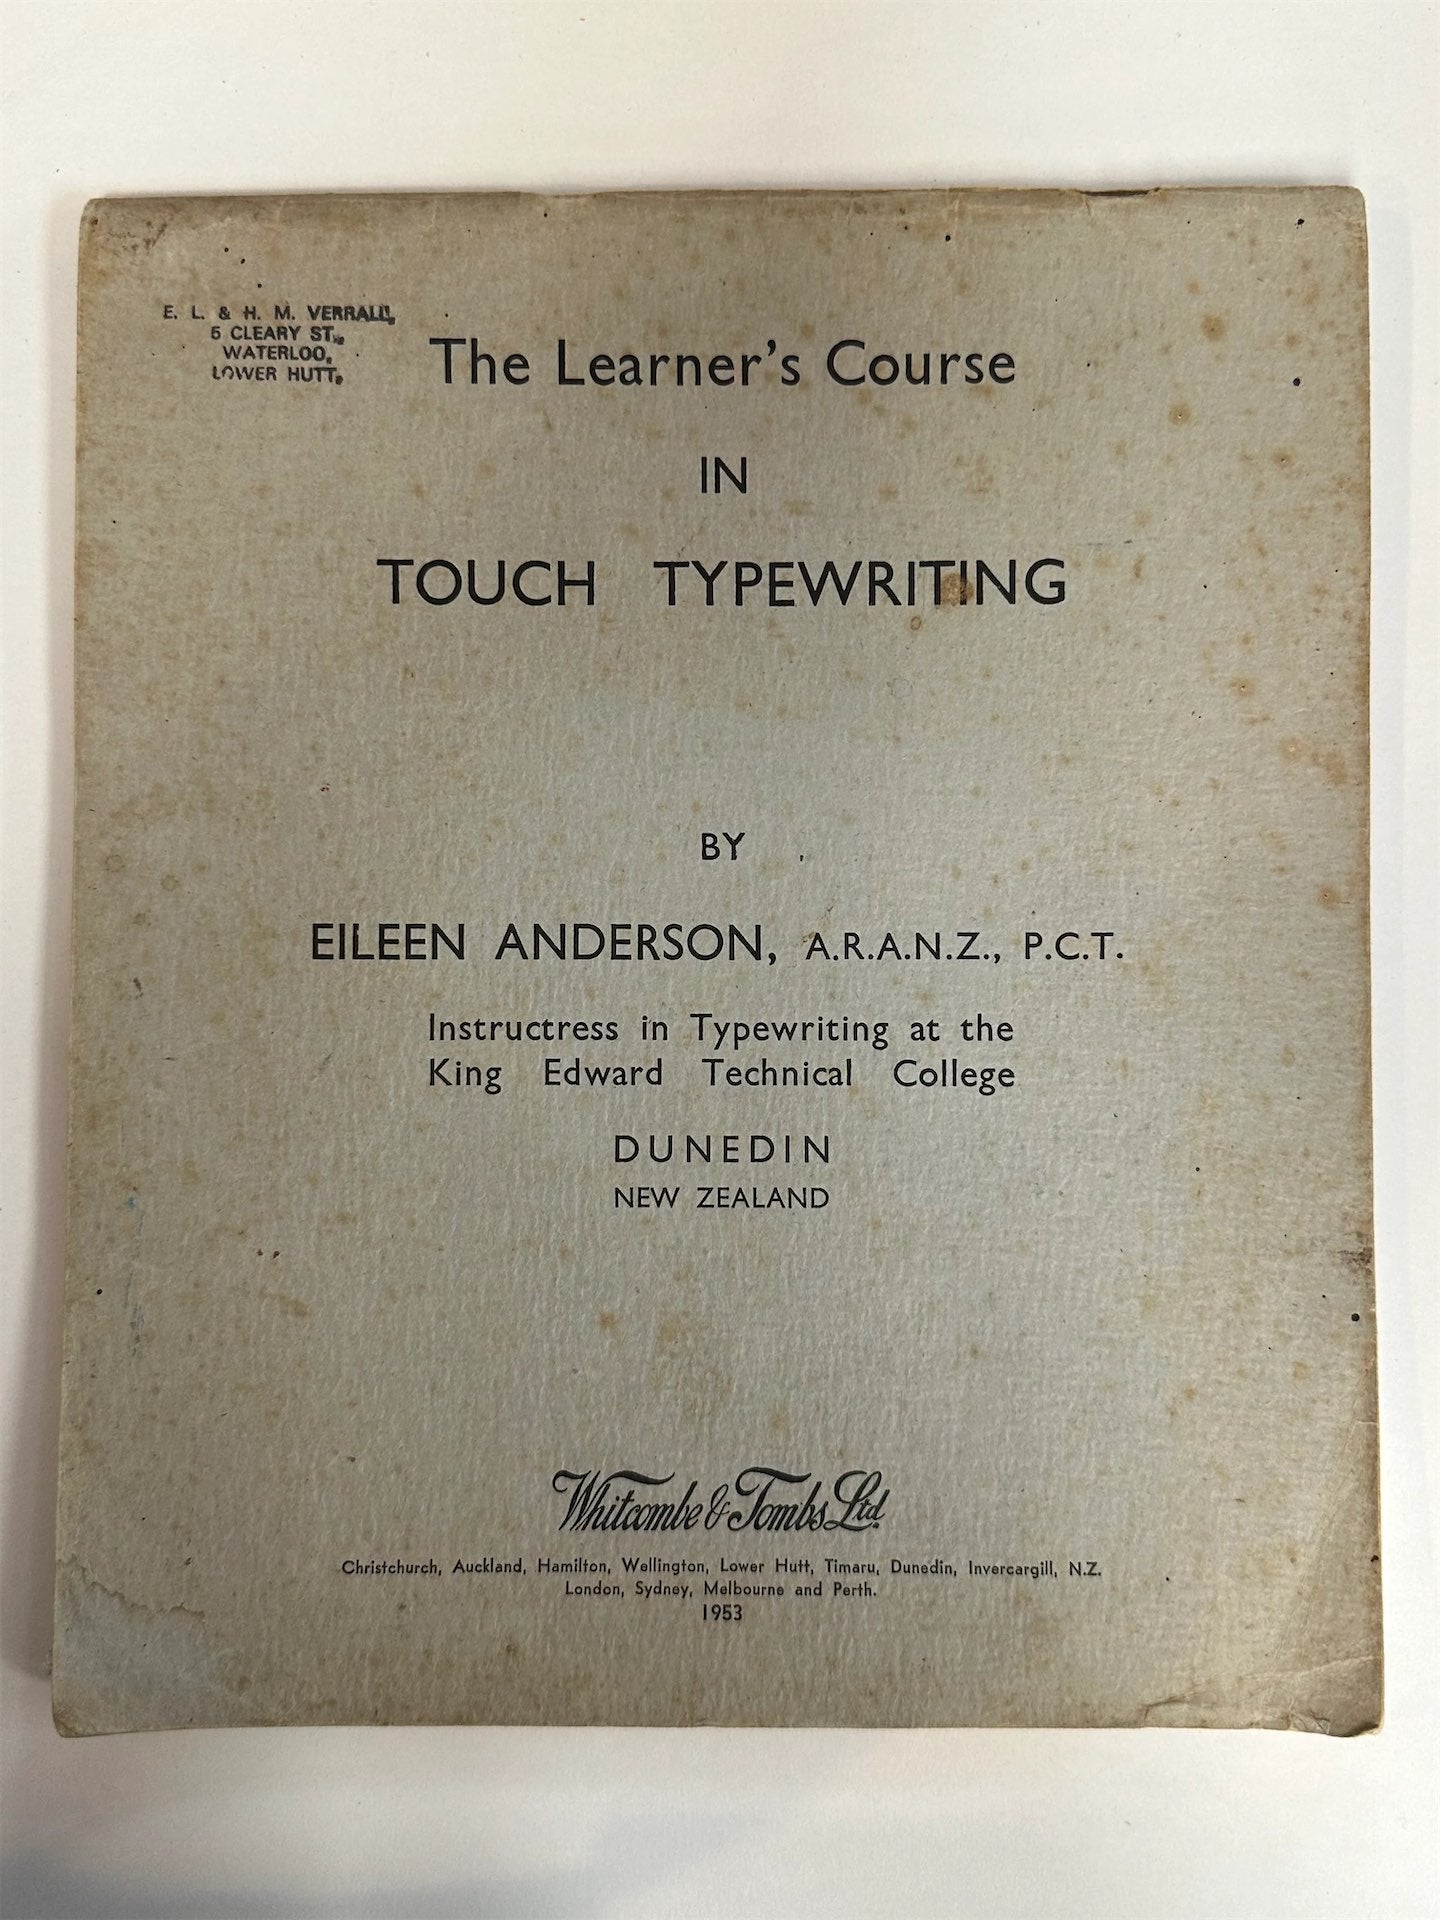 E. L. & H. M. VERRALL,
5 CLEARY ST.,
WATERLOO,
LOWER HUTT,
The Learner's Course
IN
TOUCH TYPEWRITING
BY
EILEEN ANDERSON, A.R.A.N.Z., P.C.T.
Instructress in Typewriting at the
King Edward Technical College
DUNEDIN
NEW ZEALAND
Whitcombe & Tombs Ltd.
Christchurch, Auckland, Hamilton, Wellington, Lower Hutt, Timaru, Dunedin, Invercargill, N.Z.
London, Sydney, Melbourne and Perth.
1953